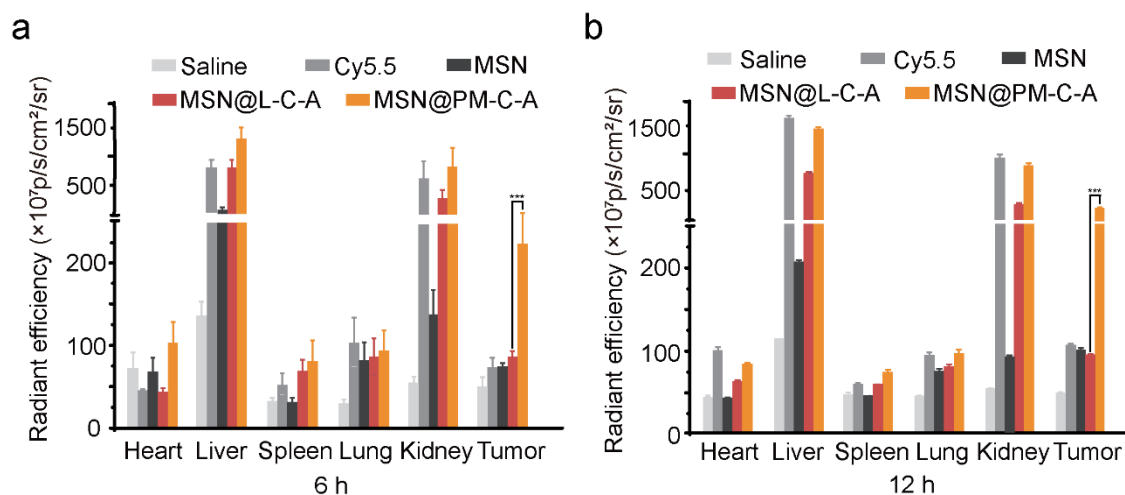 a
Saline Cy5.5 MSN
MSN@L-C-A MSN@PM-C-A
Radiant efficiency (×10⁷p/s/cm²/sr)
1500
500
200
100
0
***
Heart Liver Spleen Lung Kidney Tumor
6 h
b
Saline Cy5.5 MSN
MSN@L-C-A MSN@PM-C-A
Radiant efficiency (×10⁷p/s/cm²/sr)
1500
500
200
100
0
***
Heart Liver Spleen Lung Kidney Tumor
12 h